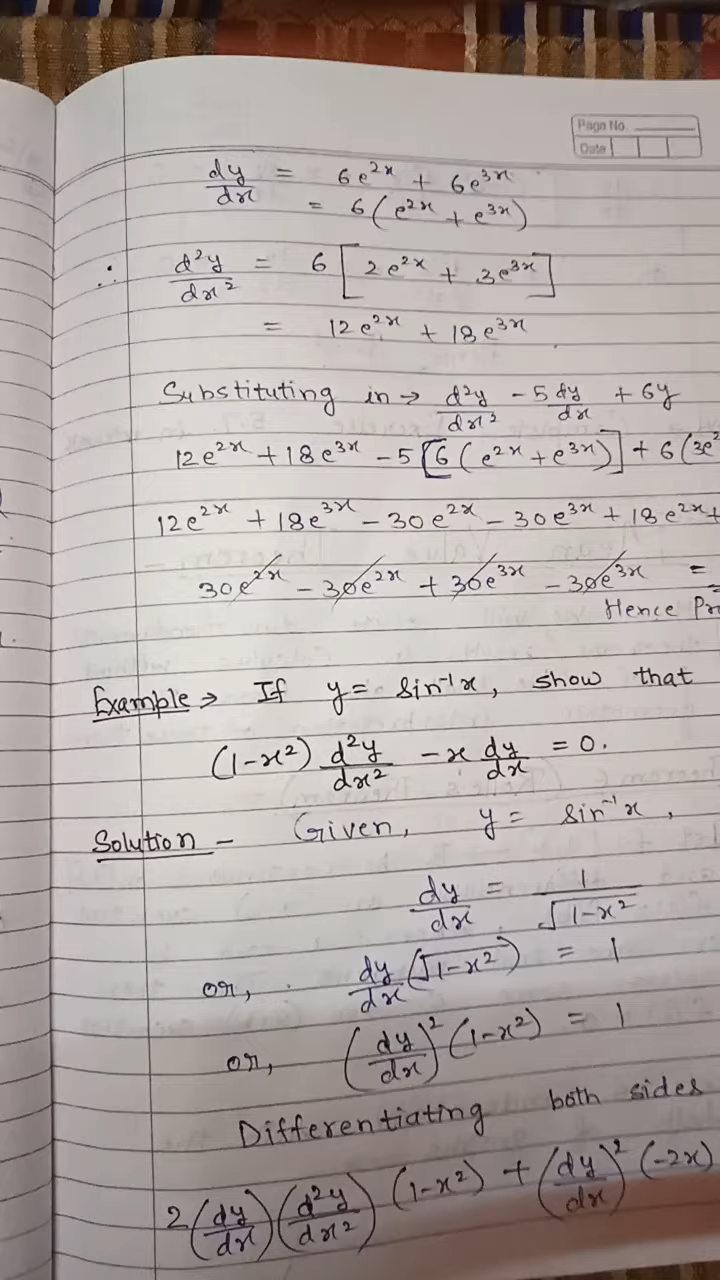 Page No.
Date
dy/dx = 6e^2x + 6e^3x
= 6(e^2x + e^3x)
∴ d²y/dx² = 6[2e^2x + 3e^3x]
= 12e^2x + 18e^3x
Substituting in → d²y/dx² - 5dy/dx + 6y
12e^2x + 18e^3x - 5[6(e^2x + e^3x)] + 6(3e^2
12e^2x + 18e^3x - 30e^2x - 30e^3x + 18e^2x +
30e^2x - 30e^2x + 30e^3x - 30e^3x =
Hence Pr
Example → If y = sin⁻¹x, show that
(1-x²) d²y/dx² - x dy/dx = 0.
Solution - Given, y = sin⁻¹x,
dy/dx = 1/√1-x²
or, dy/dx (√1-x²) = 1
or, (dy/dx)² (1-x²) = 1
Differentiating both sides
2(dy/dx)(d²y/dx²)(1-x²) + (dy/dx)²(-2x)